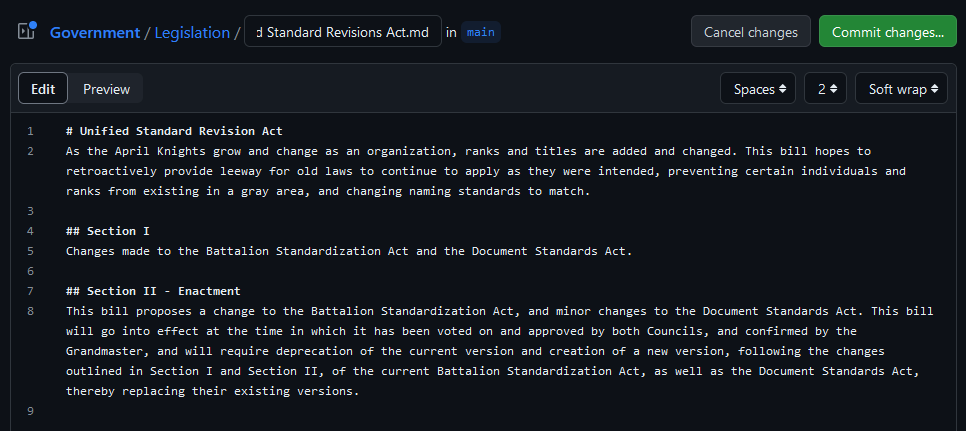 Government / Legislation / d Standard Revisions Act.md in main Cancel changes Commit changes...
Edit Preview Spaces 2 Soft wrap
1 # Unified Standard Revision Act
2 As the April Knights grow and change as an organization, ranks and titles are added and changed. This bill hopes to
retroactively provide leeway for old laws to continue to apply as they were intended, preventing certain individuals and
ranks from existing in a gray area, and changing naming standards to match.
3
4 ## Section I
5 Changes made to the Battalion Standardization Act and the Document Standards Act.
6
7 ## Section II - Enactment
8 This bill proposes a change to the Battalion Standardization Act, and minor changes to the Document Standards Act. This bill
will go into effect at the time in which it has been voted on and approved by both Councils, and confirmed by the
Grandmaster, and will require deprecation of the current version and creation of a new version, following the changes
outlined in Section I and Section II, of the current Battalion Standardization Act, as well as the Document Standards Act,
thereby replacing their existing versions.
9